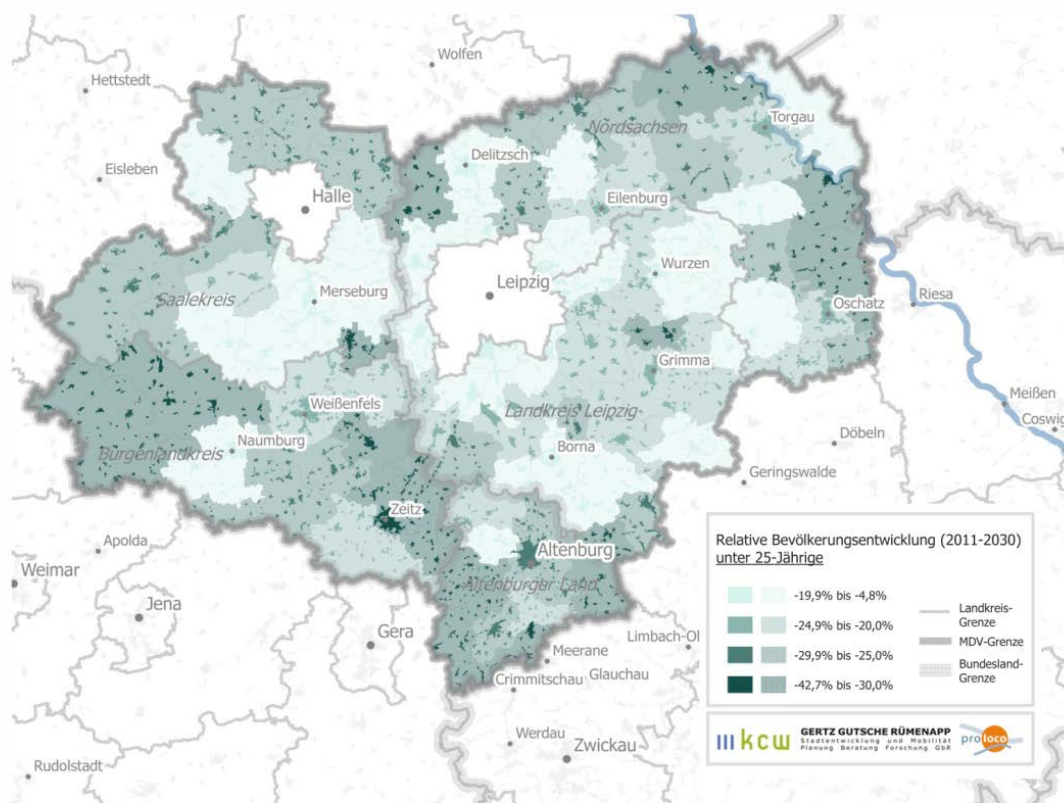 Wolfen
Hettstedt
Torgau
Nordsachsen
Delitzsch
Eisleben
Halle
Eilenburg
Wurzen
Leipzig
Saalekreis
Merseburg
Oschatz
Riesa
Grimma
Weißenfels
Landkreis Leipzig
Meißen
Coswig
Naumburg
Borna
Döbeln
Burgenlandkreis
Geringswalde
Zeitz
Apolda
Altenburg
Weimar
Altenburger Land
Jena
Gera
Limbach-Ol
Meerane
Glauchau
Crimmitschau
Werdau
Zwickau
Rudolstadt
Relative Bevölkerungsentwicklung (2011-2030)
unter 25-Jährige
-19,9% bis -4,8%
-24,9% bis -20,0%
-29,9% bis -25,0%
-42,7% bis -30,0%
Landkreis-
Grenze
MDV-Grenze
Bundesland-
Grenze
kcw
GERTZ GUTSCHE RÜMENAPP
Stadtentwicklung und Mobilität
Planung Beratung Forschung GbR
proloco